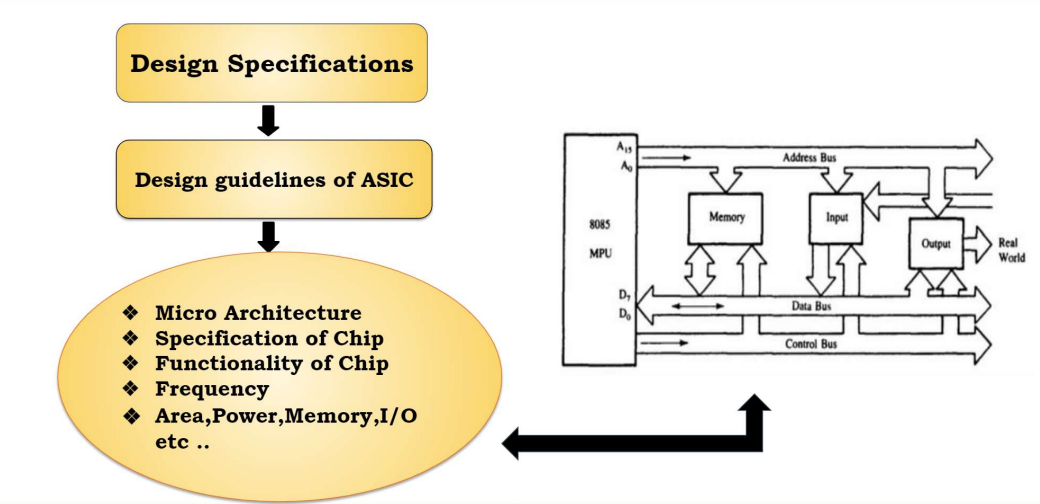 Design Specifications
Design guidelines of ASIC
❖ Micro Architecture
❖ Specification of Chip
❖ Functionality of Chip
❖ Frequency
❖ Area,Power,Memory,I/O
etc ..
8085
MPU
A₁₅
A₀
Address Bus
Memory
Input
Output
Real
World
D₇
D₀
Data Bus
Control Bus